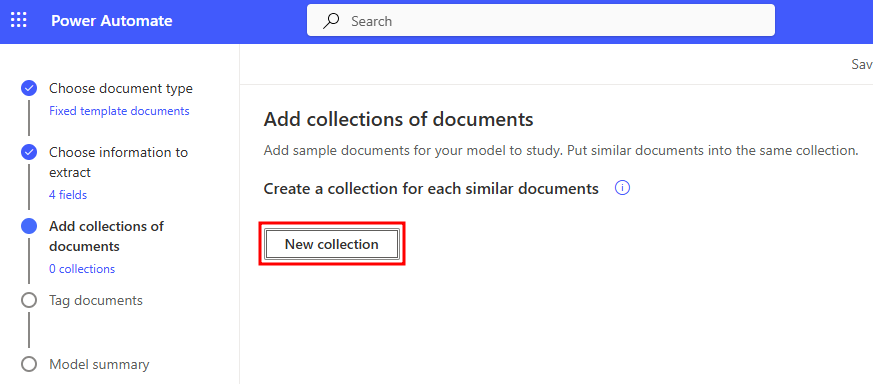 Power Automate
Search
Choose document type
Fixed template documents
Choose information to
extract
4 fields
Add collections of
documents
0 collections
Tag documents
Model summary
Sav
Add collections of documents
Add sample documents for your model to study. Put similar documents into the same collection.
Create a collection for each similar documents
New collection